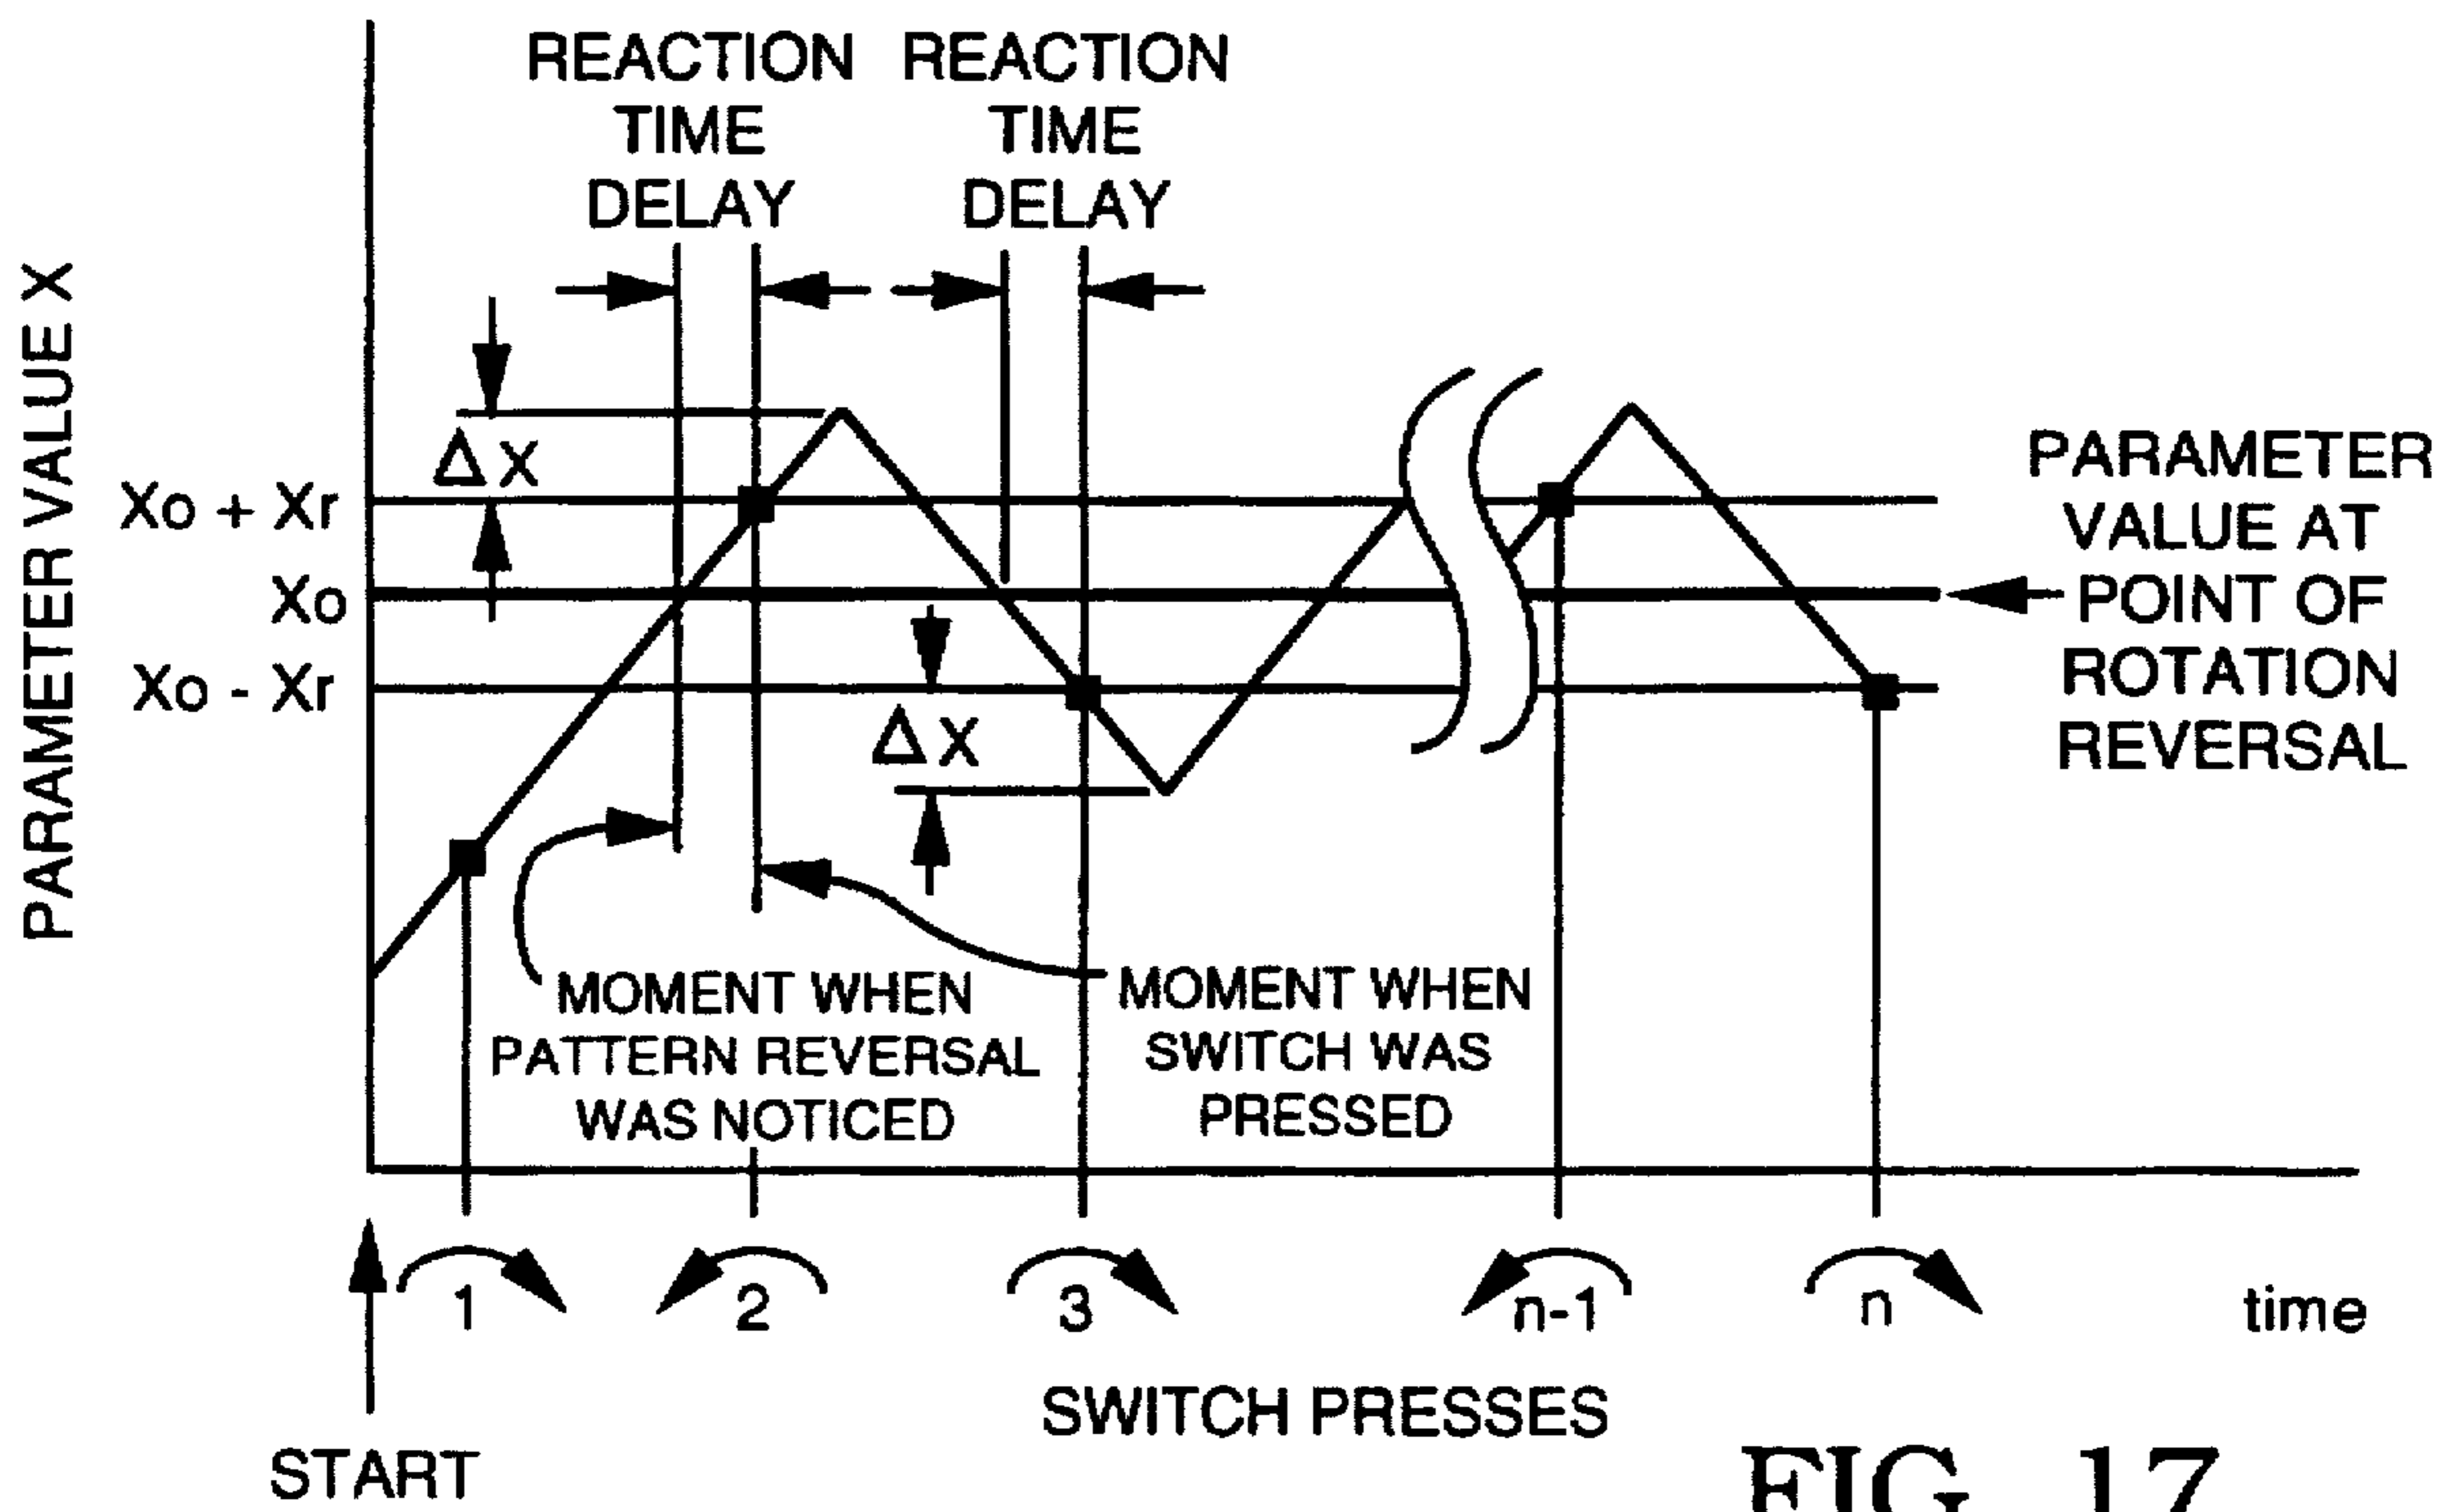 REACTION
TIME
DELAY
REACTION
TIME
DELAY
PARAMETER VALUE X
Δ X
Xo + Xr
Xo
Xo - Xr
Δ X
PARAMETER
VALUE AT
POINT OF
ROTATION
REVERSAL
MOMENT WHEN
PATTERN REVERSAL
WAS NOTICED
MOMENT WHEN
SWITCH WAS
PRESSED
1 2 3 n-1 n time
SWITCH PRESSES
START
FIG. 17